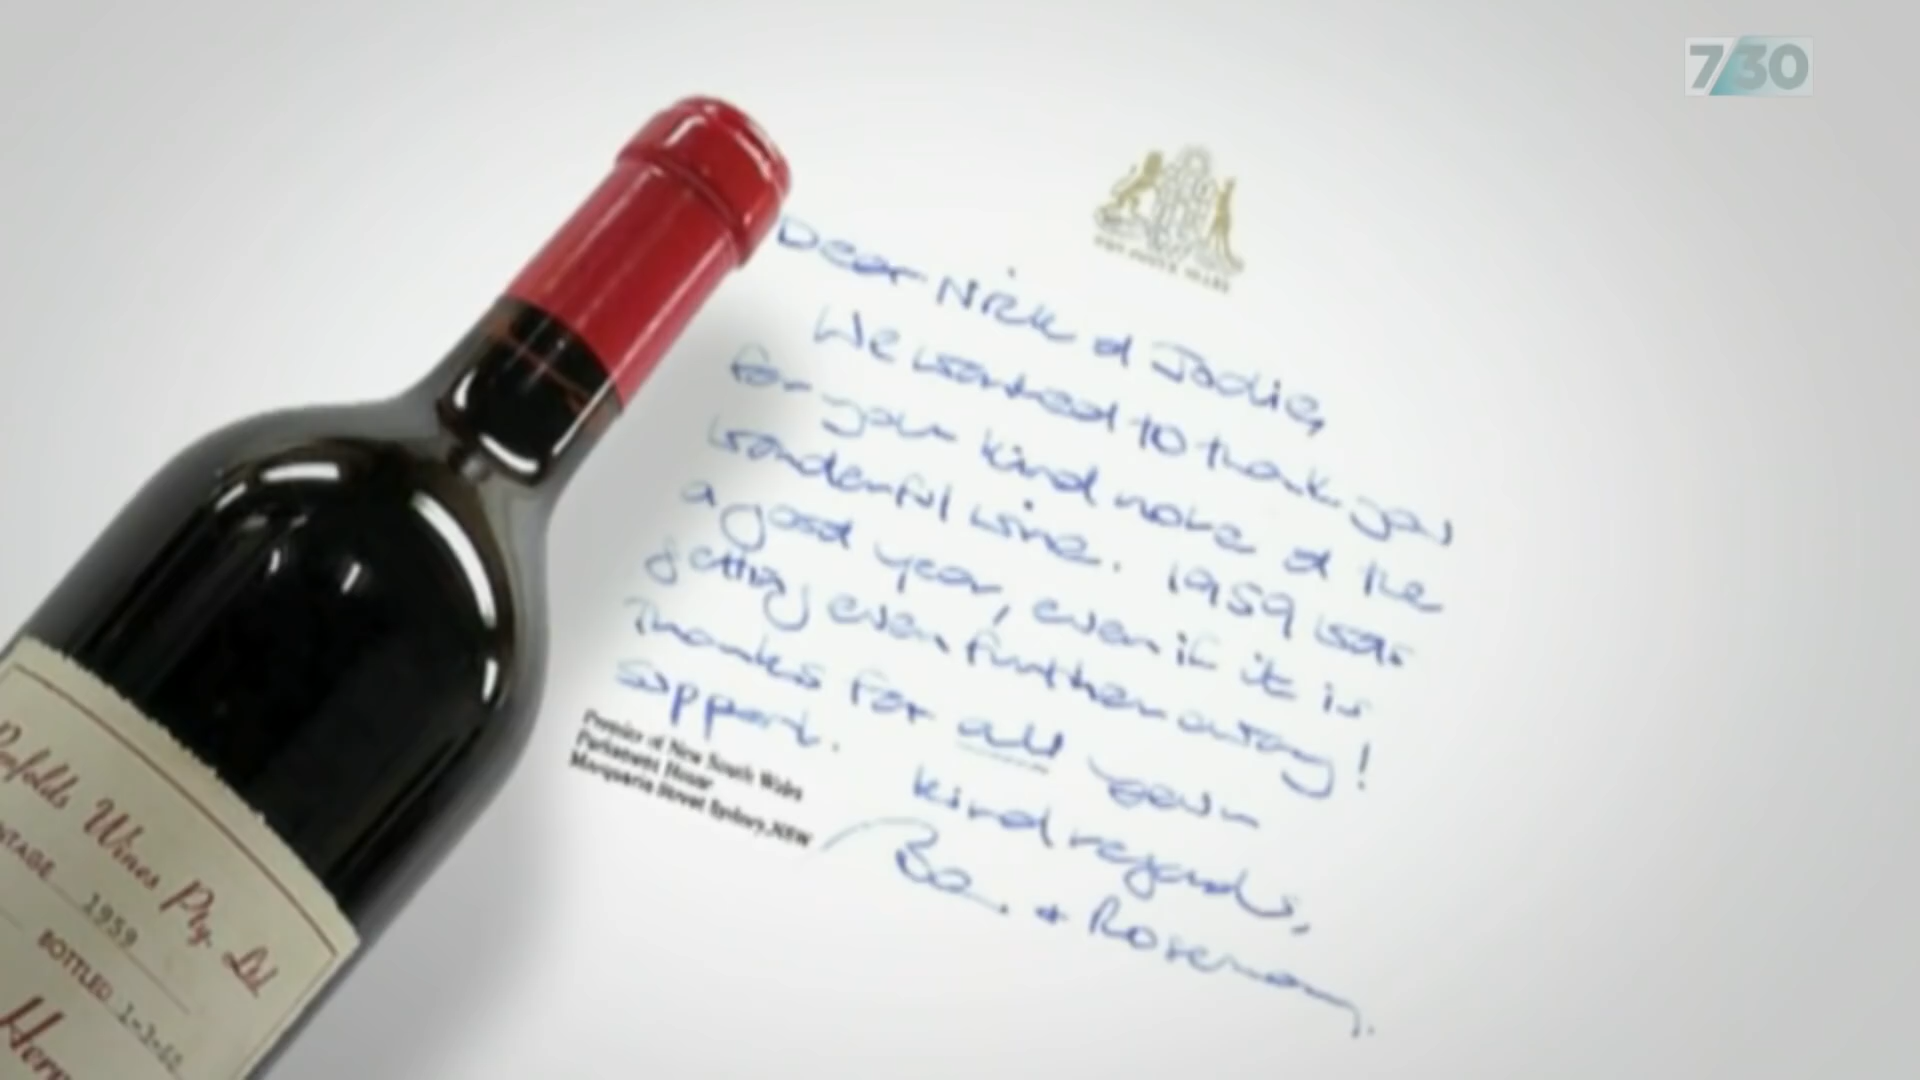 7/30
Dear Nick & Jodie,
We wanted to thank you
for your kind note & the
wonderful wine. 1959 was
a good year, even if it is
getting even further away!
Thanks for all your
support.
Kind regards,
+ Rosemary.
Premier of New South Wales
Parliament House
Macquarie Street Sydney, NSW
Penfolds Wines Pty. Ltd
VINTAGE 1959
BOTTLED